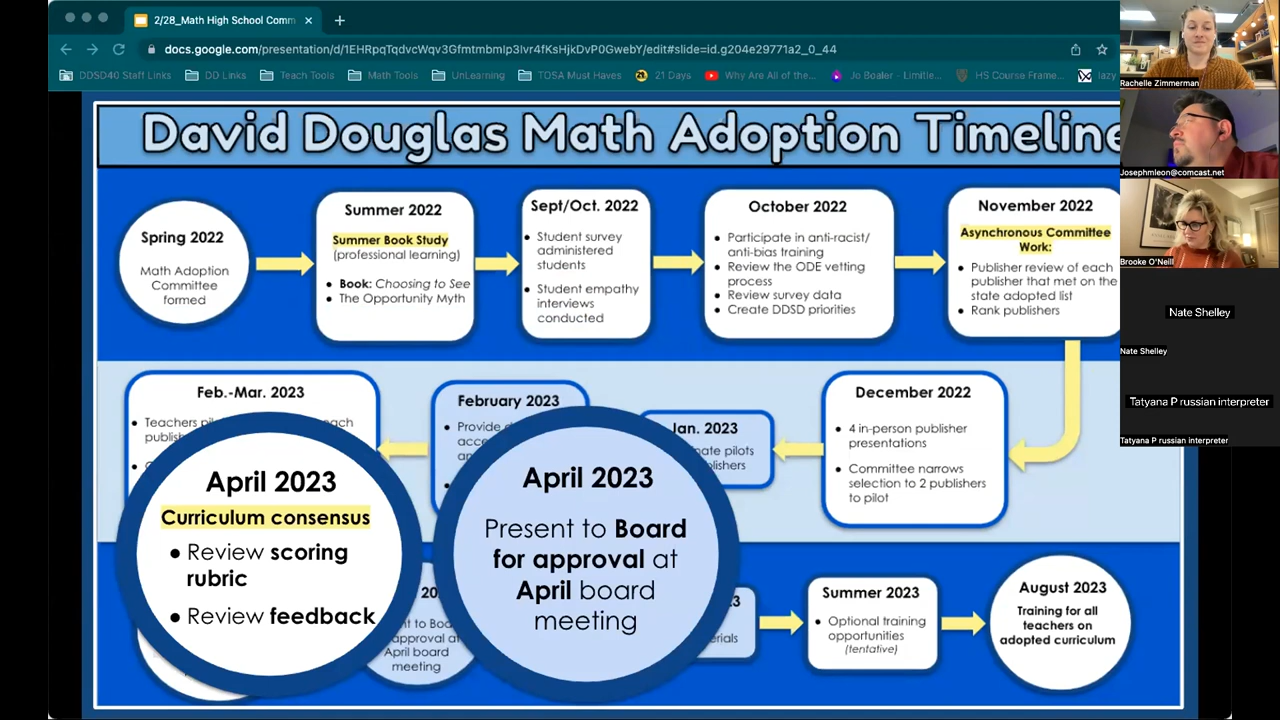 2/28_Math High School Comm
docs.google.com/presentation/d/1EHRpqTqdvcWqv3Gfmtmbmlp3lvr4fKsHjkDvP0GwebY/edit#slide=id.g204e29771a2_0_44
DDSD40 Staff Links
DD Links
Teach Tools
Math Tools
UnLearning
TOSA Must Haves
21 Days
Why Are All of the...
Jo Boaler - Limitle...
HS Course Frame...
lazy
David Douglas Math Adoption Timeline
Spring 2022
Math Adoption
Committee
formed
Summer 2022
Summer Book Study
(professional learning)
• Book: Choosing to See
• The Opportunity Myth
Sept/Oct. 2022
• Student survey
administered
students
• Student empathy
interviews
conducted
October 2022
• Participate in anti-racist/
anti-bias training
• Review the ODE vetting
process
• Review survey data
• Create DDSD priorities
November 2022
Asynchronous Committee
Work:
• Publisher review of each
publisher that met on the
state adopted list
• Rank publishers
December 2022
• 4 in-person publisher
presentations
• Committee narrows
selection to 2 publishers
to pilot
Jan. 2023
pilots
February 2023
Provide
Feb.-Mar. 2023
• Teachers
each
April 2023
Curriculum consensus
• Review scoring
rubric
• Review feedback
April board
meeting
April 2023
Present to Board
for approval at
April board
meeting
Summer 2023
• Optional training
opportunities
(tentative)
August 2023
Training for all
teachers on
adopted curriculum
Rachelle Zimmerman
Josephmleon@comcast.net
Brooke O'Neill
Nate Shelley
Nate Shelley
Tatyana P russian interpreter
Tatyana P russian interpreter